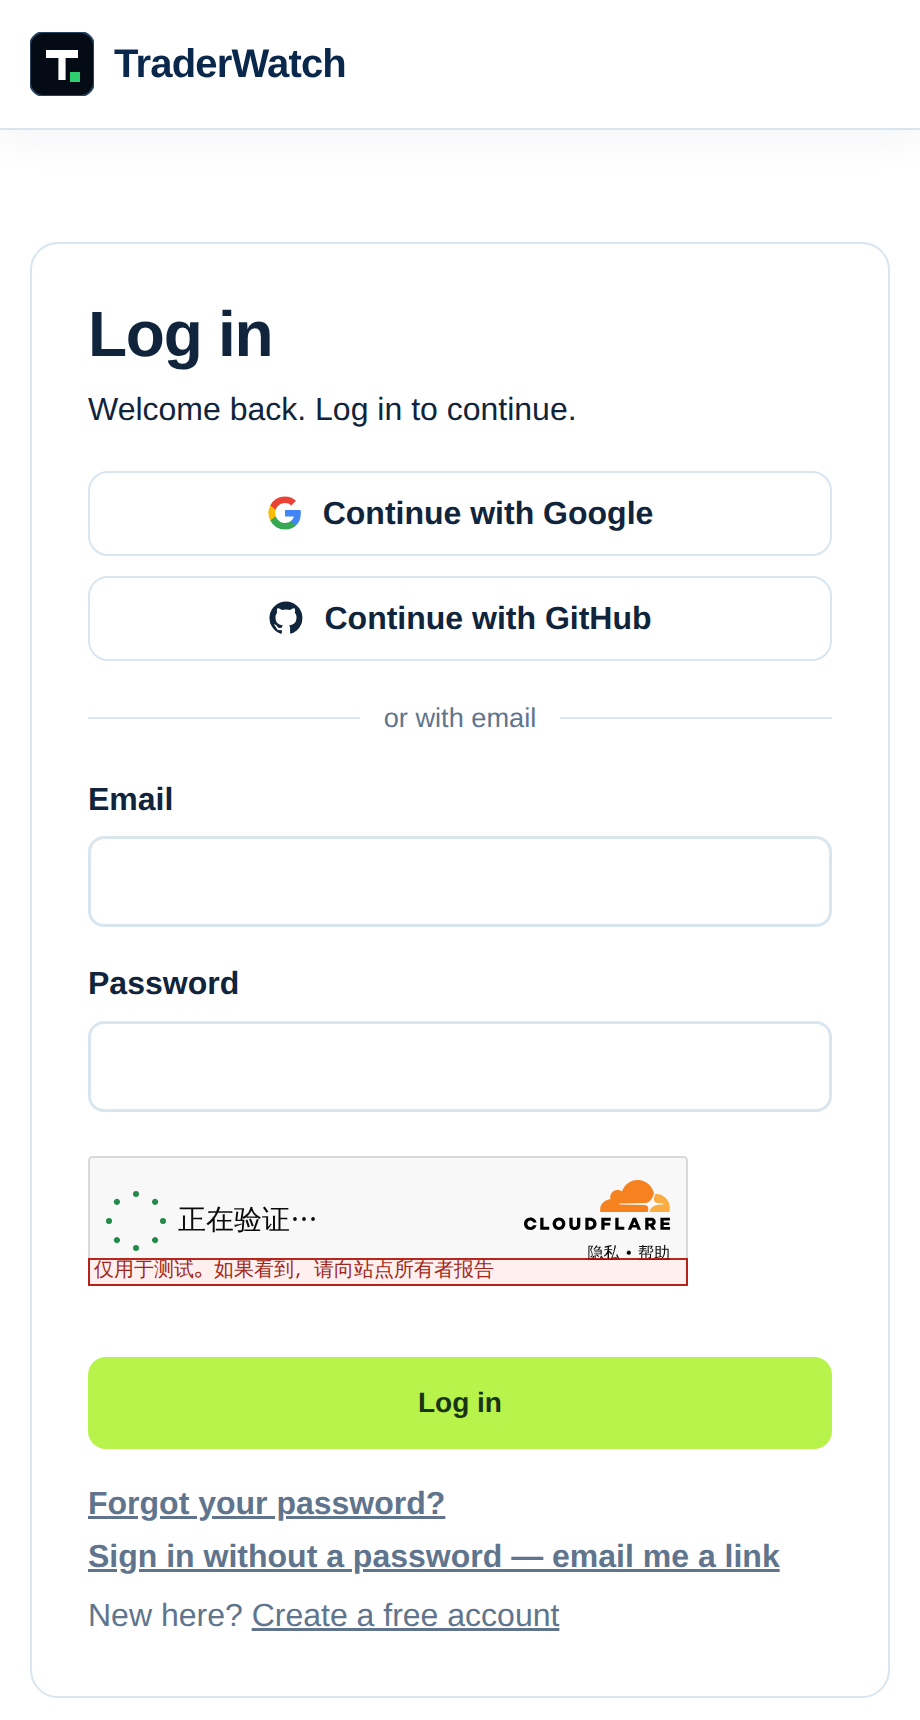 TraderWatch
Log in
Welcome back. Log in to continue.
Continue with Google
Continue with GitHub
or with email
Email
Password
正在验证…
CLOUDFLARE
隐私 • 帮助
仅用于测试。如果看到，请向站点所有者报告
Log in
Forgot your password?
Sign in without a password — email me a link
New here? Create a free account